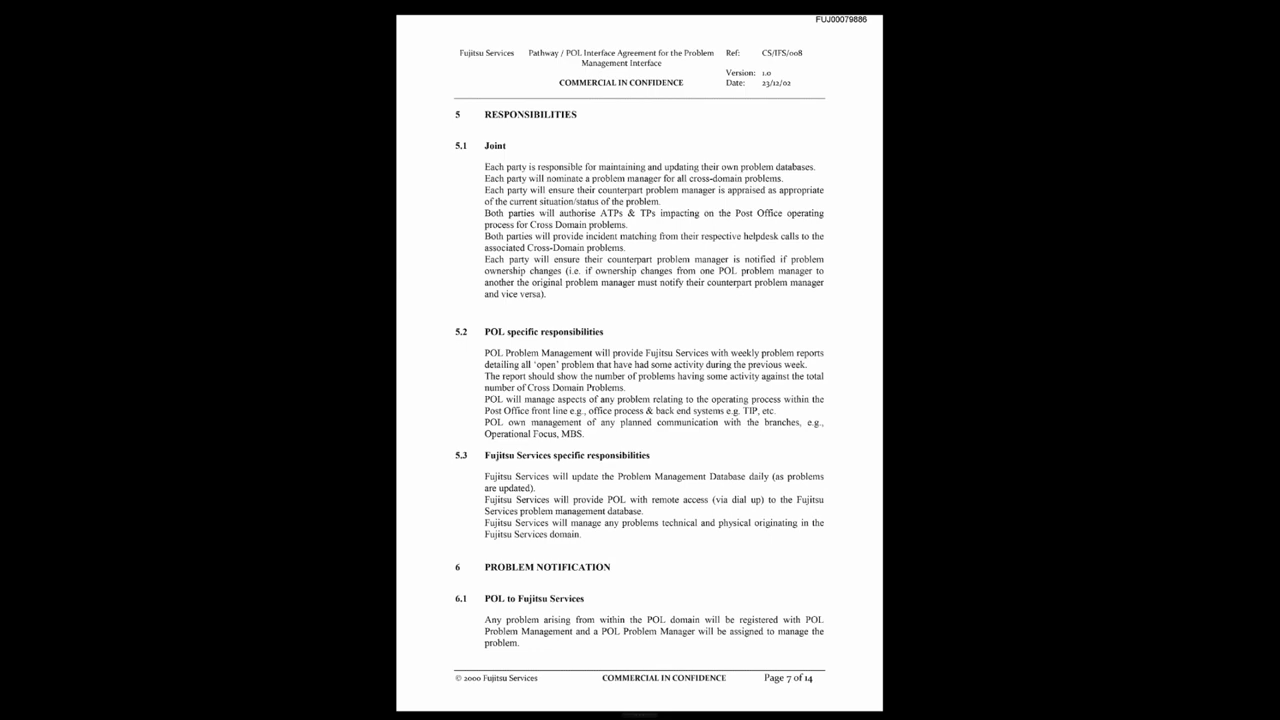 FUJ00079886
Fujitsu Services Pathway / POL Interface Agreement for the Problem Ref: CS/IFS/008
Management Interface
Version: 1.0
COMMERCIAL IN CONFIDENCE Date: 23/12/02
5 RESPONSIBILITIES
5.1 Joint
Each party is responsible for maintaining and updating their own problem databases.
Each party will nominate a problem manager for all cross-domain problems.
Each party will ensure their counterpart problem manager is appraised as appropriate
of the current situation/status of the problem.
Both parties will authorise ATPs & TPs impacting on the Post Office operating
process for Cross Domain problems.
Both parties will provide incident matching from their respective helpdesk calls to the
associated Cross-Domain problems.
Each party will ensure their counterpart problem manager is notified if problem
ownership changes (i.e. if ownership changes from one POL problem manager to
another the original problem manager must notify their counterpart problem manager
and vice versa).
5.2 POL specific responsibilities
POL Problem Management will provide Fujitsu Services with weekly problem reports
detailing all 'open' problem that have had some activity during the previous week.
The report should show the number of problems having some activity against the total
number of Cross Domain Problems.
POL will manage aspects of any problem relating to the operating process within the
Post Office front line e.g., office process & back end systems e.g. TIP, etc.
POL own management of any planned communication with the branches, e.g.,
Operational Focus, MBS.
5.3 Fujitsu Services specific responsibilities
Fujitsu Services will update the Problem Management Database daily (as problems
are updated).
Fujitsu Services will provide POL with remote access (via dial up) to the Fujitsu
Services problem management database.
Fujitsu Services will manage any problems technical and physical originating in the
Fujitsu Services domain.
6 PROBLEM NOTIFICATION
6.1 POL to Fujitsu Services
Any problem arising from within the POL domain will be registered with POL
Problem Management and a POL Problem Manager will be assigned to manage the
problem.
© 2000 Fujitsu Services COMMERCIAL IN CONFIDENCE Page 7 of 14